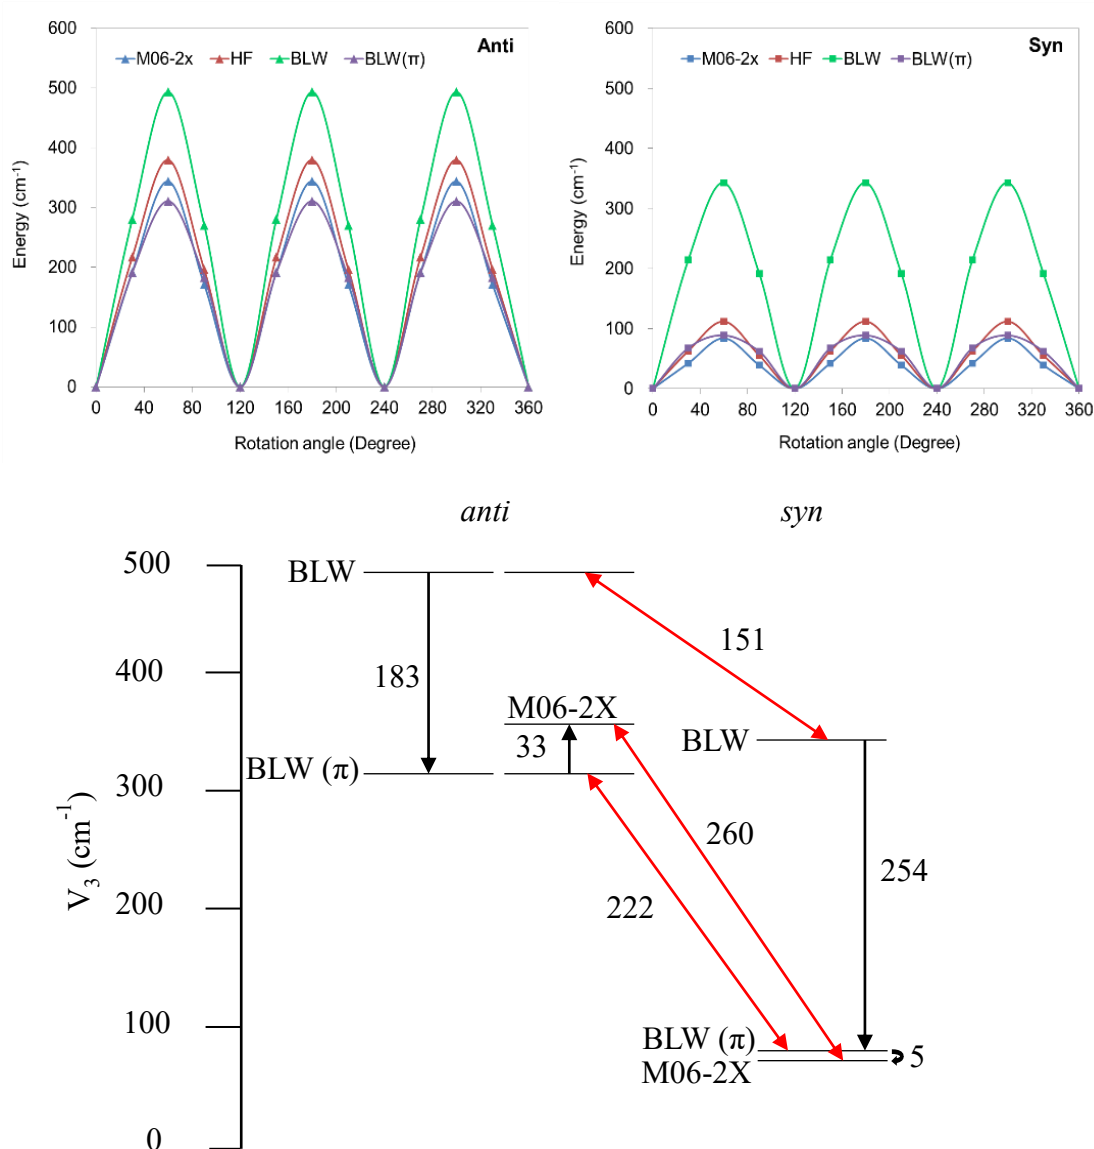 600
500
400
300
200
100
0
Energy (cm⁻¹)
Anti
M06-2x HF BLW BLW(π)
0 40 80 120 160 200 240 280 320 360
Rotation angle (Degree)
600
500
400
300
200
100
0
Energy (cm⁻¹)
Syn
M06-2x HF BLW BLW(π)
0 40 80 120 160 200 240 280 320 360
Rotation angle (Degree)
anti syn
500
400
300
200
100
0
V₃ (cm⁻¹)
BLW
183
151
M06-2X
33
BLW
BLW (π)
260
254
222
BLW (π)
5
M06-2X